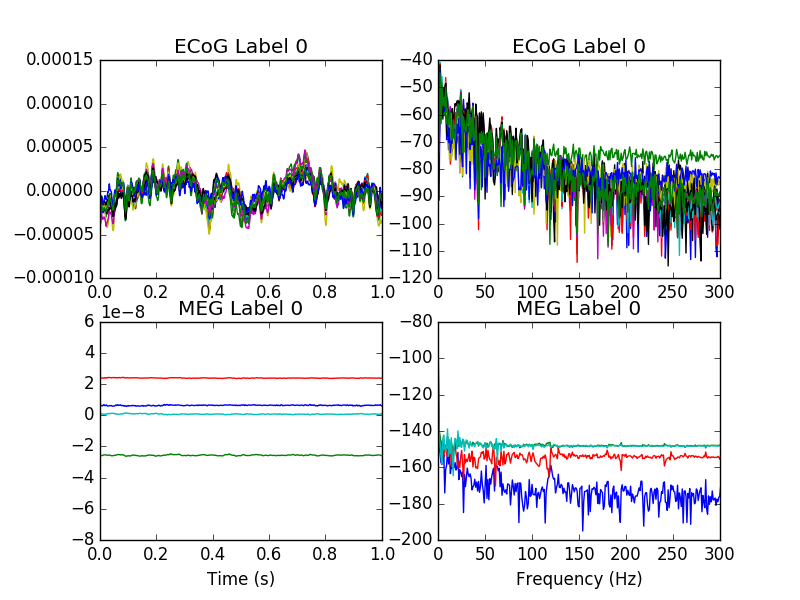 ECoG Label 0
0.00015
0.00010
0.00005
0.00000
−0.00005
−0.00010
0.0 0.2 0.4 0.6 0.8 1.0
ECoG Label 0
−40
−50
−60
−70
−80
−90
−100
−110
−120
0 50 100 150 200 250 300
MEG Label 0
1e−8
6
4
2
0
−2
−4
−6
−8
0.0 0.2 0.4 0.6 0.8 1.0
Time (s)
MEG Label 0
−80
−100
−120
−140
−160
−180
−200
0 50 100 150 200 250 300
Frequency (Hz)